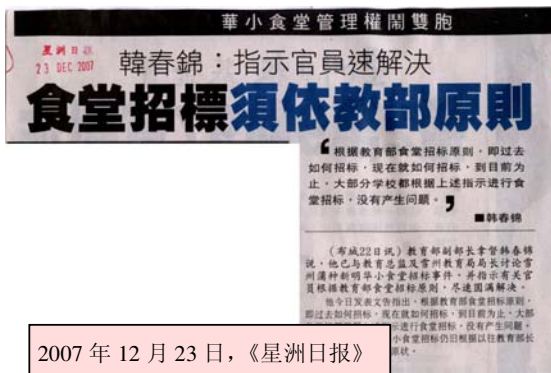 華小食堂管理權鬧雙胞
星洲日報
23 DEC 2007
韓春錦：指示官員速解決
食堂招標須依教部原則
根据教育部食堂招标原则，即过去
如何招标，现在就如何招标，到目前为
止，大部分学校都根据上述指示进行食
堂招标，没有产生问题。
■韩春锦
（布城22日讯）教育部副部长拿督韩春锦
说，他已与教育总监及雪州教育局局长讨论雪
州蒲种新明华小食堂招标事件，并指示有关官
员根据教育部食堂招标原则，尽速圆满解决。
他今日发表文告指出，根据教育部食堂招标原则，
即过去如何招标，现在就如何招标，到目前为止，大部
示进行食堂招标，没有产生问题。
小食堂招标仍旧根据以往教育部长
原状。
2007 年 12 月 23 日，《星洲日报》